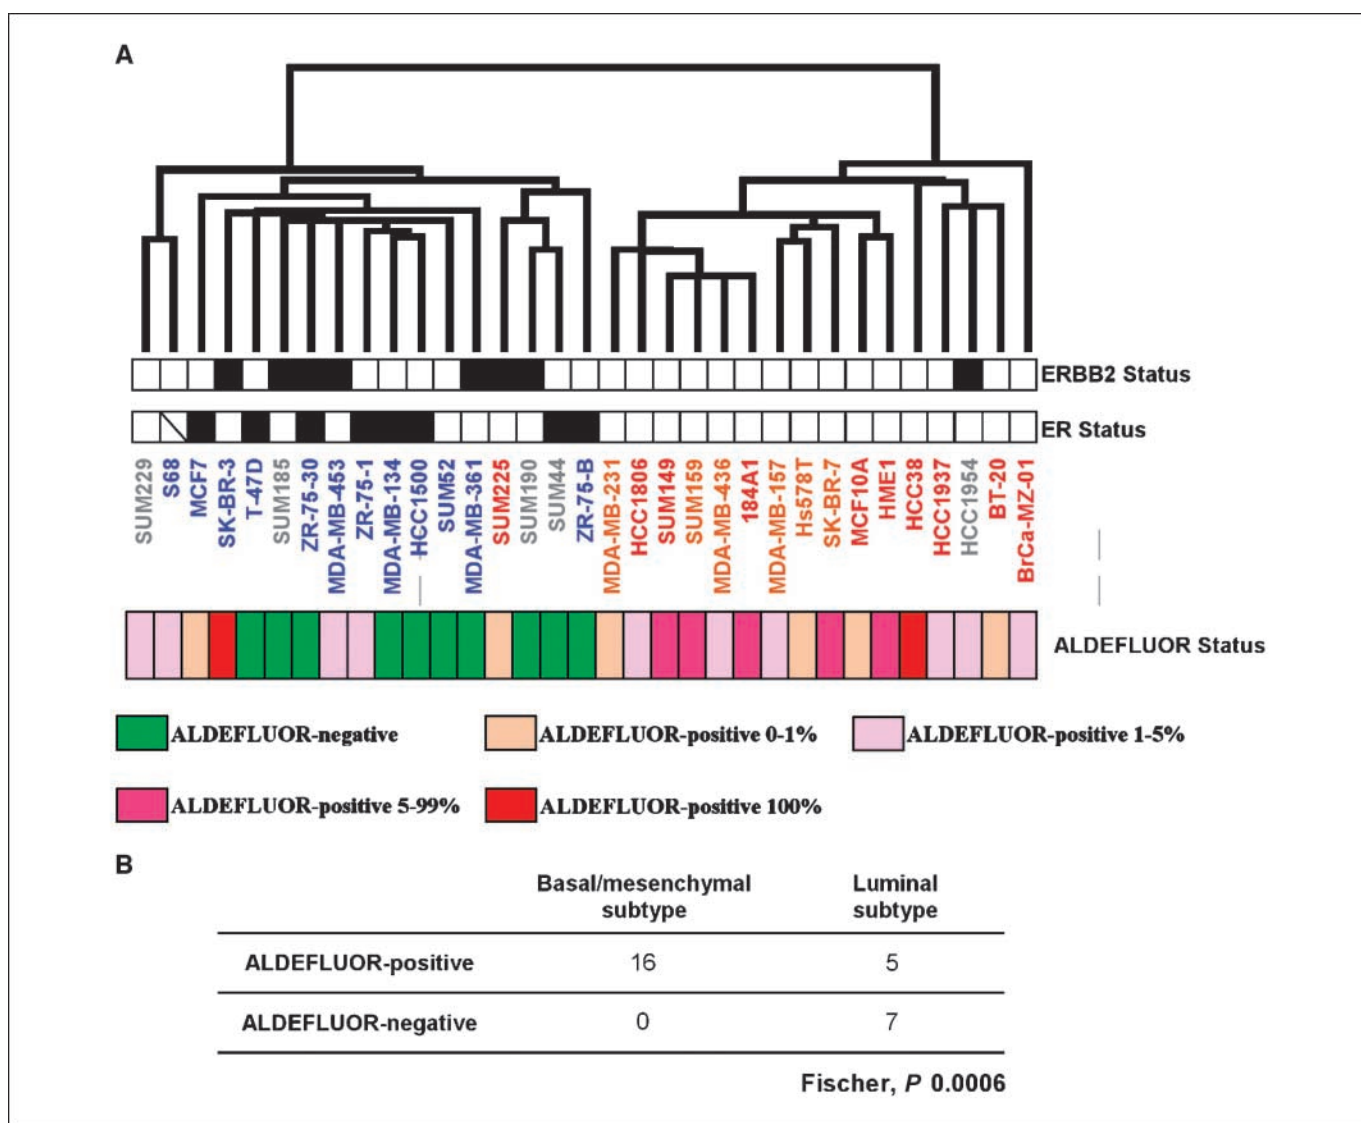 A
ERBB2 Status
ER Status
SUM229
S68
MCF7
SK-BR-3
T-47D
SUM185
ZR-75-30
MDA-MB-453
ZR-75-1
MDA-MB-134
HCC1500
SUM52
MDA-MB-361
SUM225
SUM190
SUM44
ZR-75-B
MDA-MB-231
HCC1806
SUM149
SUM159
MDA-MB-436
184A1
MDA-MB-157
Hs578T
SK-BR-7
MCF10A
HME1
HCC38
HCC1937
HCC1954
BT-20
BrCa-MZ-01
ALDEFLUOR Status
ALDEFLUOR-negative
ALDEFLUOR-positive 0-1%
ALDEFLUOR-positive 1-5%
ALDEFLUOR-positive 5-99%
ALDEFLUOR-positive 100%
B
Basal/mesenchymal subtype
Luminal subtype
ALDEFLUOR-positive 16 5
ALDEFLUOR-negative 0 7
Fischer, P 0.0006